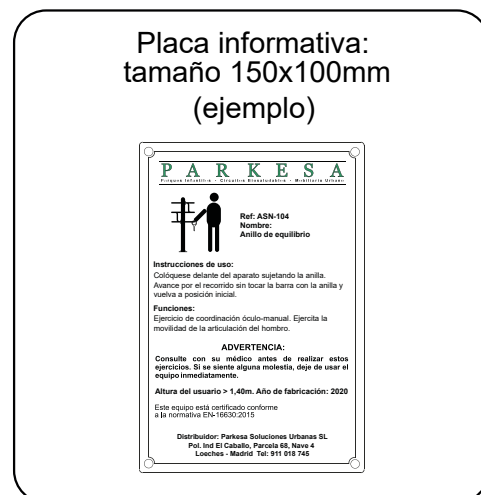 Placa informativa:
tamaño 150x100mm
(ejemplo)
PARKESA
Parques Infantiles - Circuitos Biosaludables - Mobiliario Urbano
Ref: ASN-104
Nombre:
Anillo de equilibrio
Instrucciones de uso:
Colóquese delante del aparato sujetando la anilla.
Avance por el recorrido sin tocar la barra con la anilla y
vuelva a posición inicial.
Funciones:
Ejercicio de coordinación óculo-manual. Ejercita la
movilidad de la articulación del hombro.
ADVERTENCIA:
Consulte con su médico antes de realizar estos
ejercicios. Si se siente alguna molestia, deje de usar el
equipo inmediatamente.
Altura del usuario > 1,40m. Año de fabricación: 2020
Este equipo está certificado conforme
a la normativa EN-16630:2015
Distribuidor: Parkesa Soluciones Urbanas SL
Pol. Ind El Caballo, Parcela 68, Nave 4
Loeches - Madrid Tel: 911 018 745